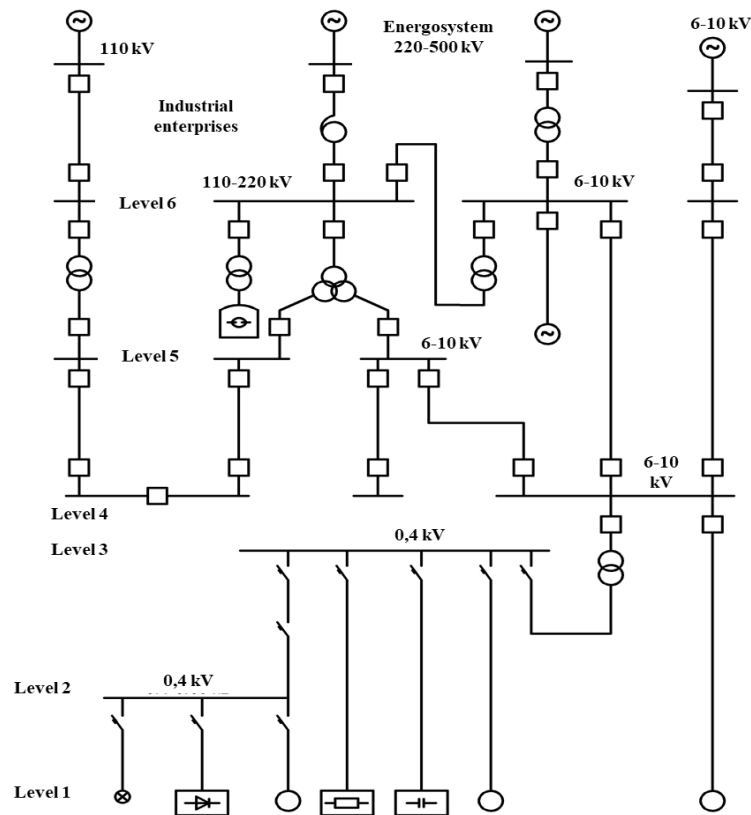 Energosystem
220-500 kV
6-10 kV
110 kV
Industrial
enterprises
110-220 kV
6-10 kV
Level 6
Level 5
6-10 kV
6-10
kV
Level 4
Level 3
0,4 kV
Level 2
0,4 kV
Level 1